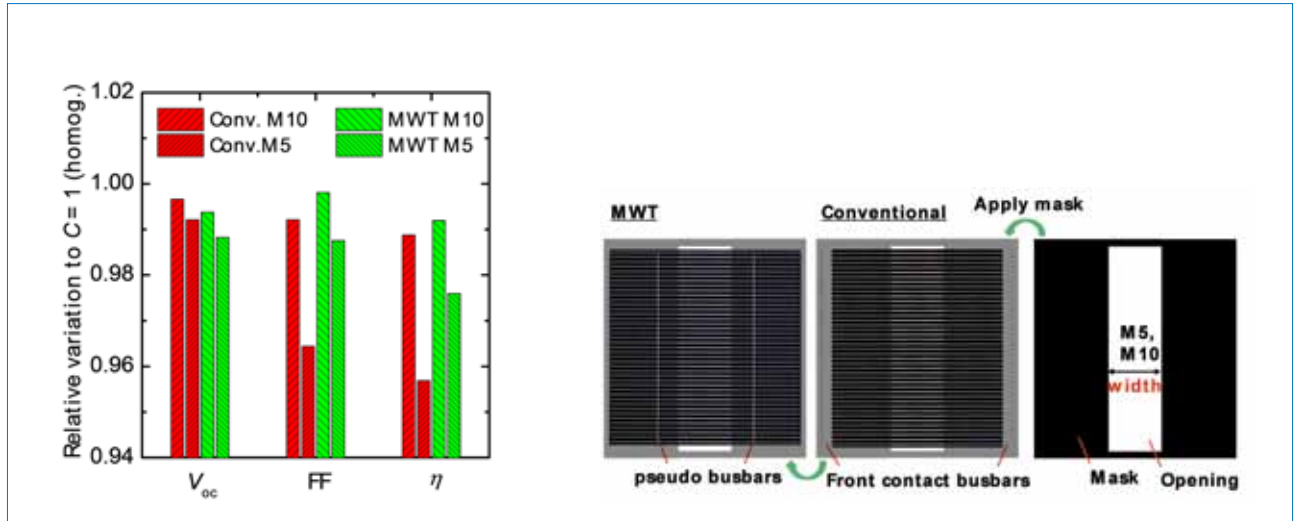 Relative variation to C = 1 (homog.)
1.02
1.00
0.98
0.96
0.94
Conv. M10
MWT M10
Conv.M5
MWT M5
Voc
FF
η
MWT
Conventional
Apply mask
M5,
M10
width
pseudo busbars
Front contact busbars
Mask
Opening